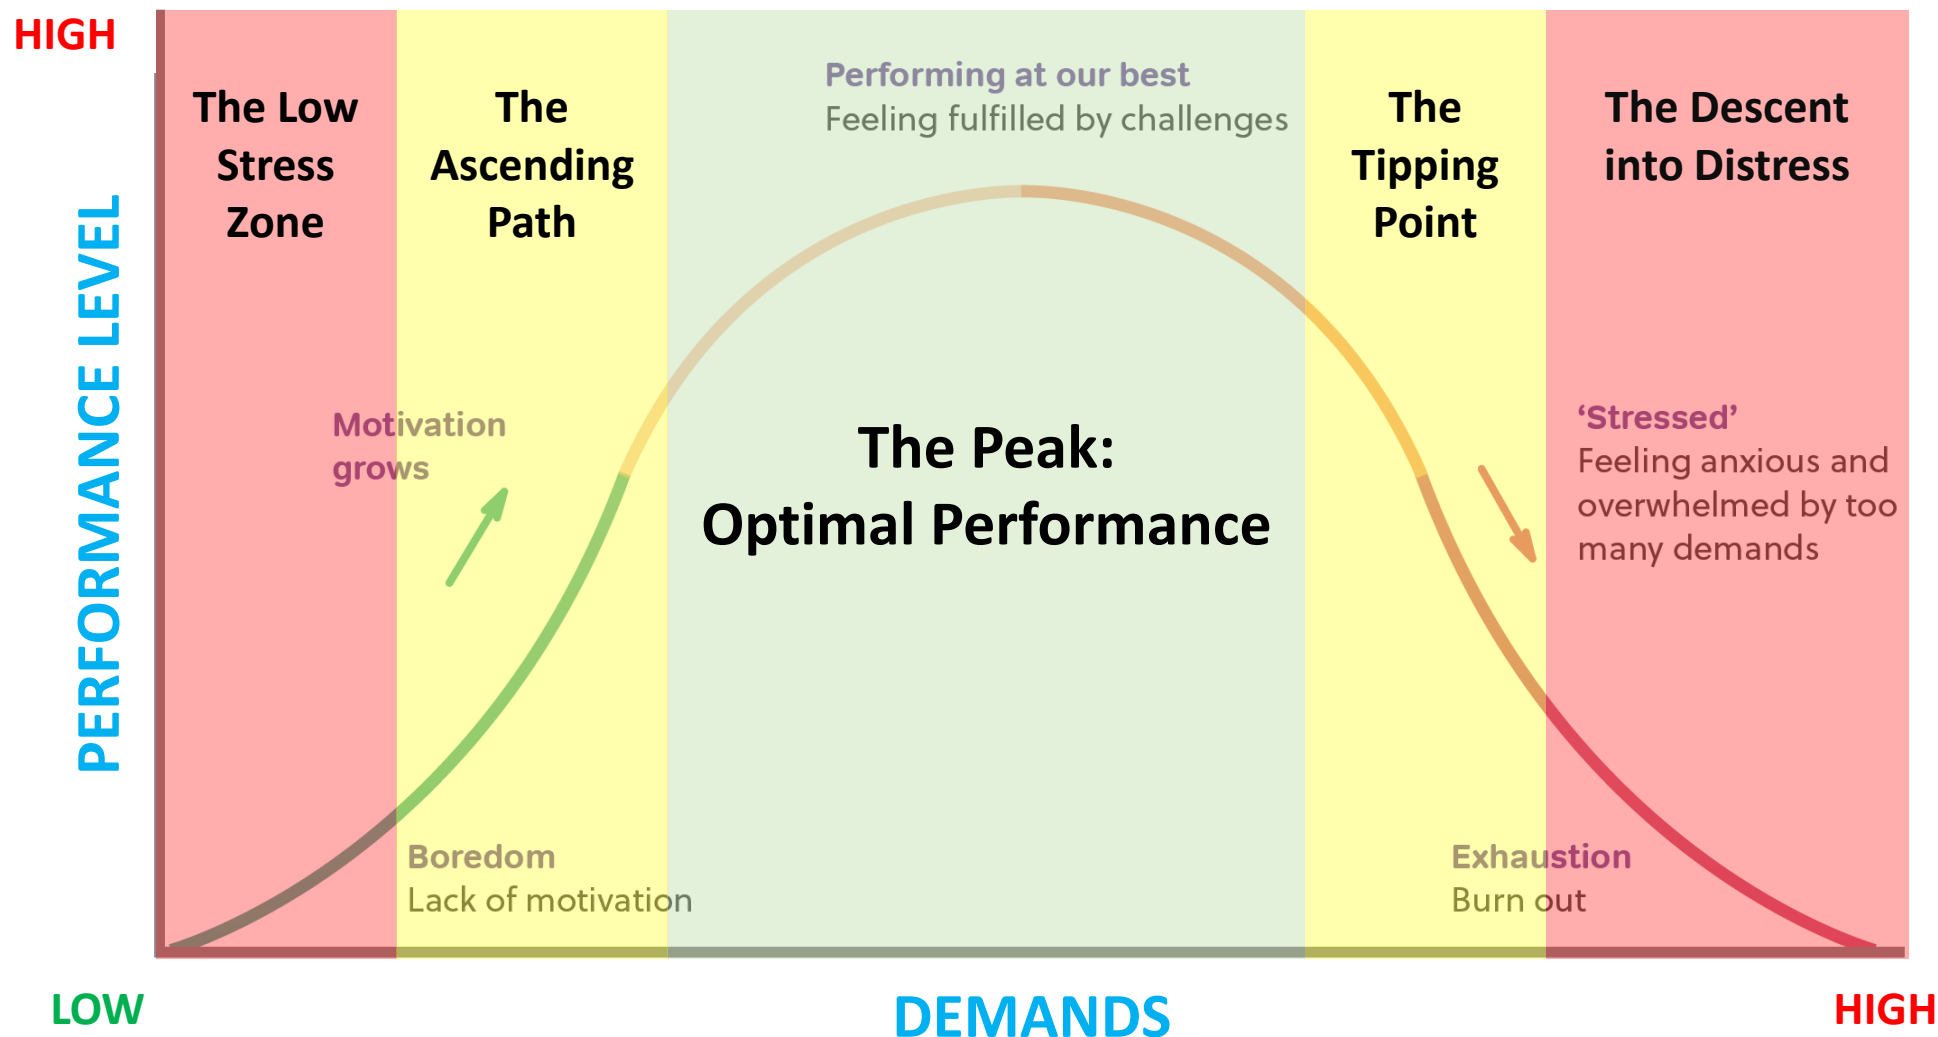 HIGH
The Low
Stress
Zone
The
Ascending
Path
Performing at our best
Feeling fulfilled by challenges
The
Tipping
Point
The Descent
into Distress
PERFORMANCE LEVEL
Motivation
grows
The Peak:
Optimal Performance
‘Stressed’
Feeling anxious and
overwhelmed by too
many demands
Boredom
Lack of motivation
Exhaustion
Burn out
LOW
DEMANDS
HIGH